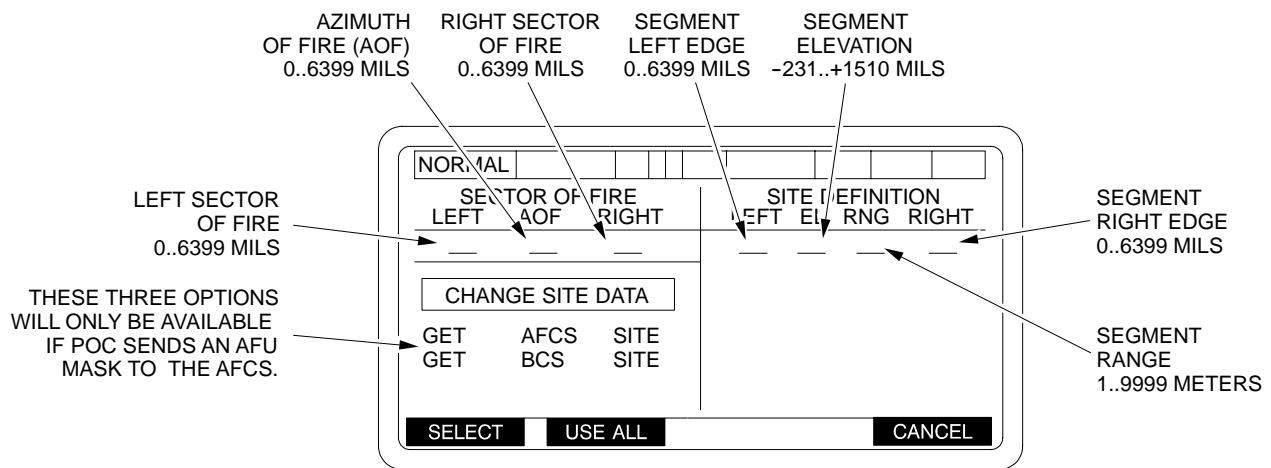 AZIMUTH
OF FIRE (AOF)
0..6399 MILS
RIGHT SECTOR
OF FIRE
0..6399 MILS
SEGMENT
LEFT EDGE
0..6399 MILS
SEGMENT
ELEVATION
-231..+1510 MILS
LEFT SECTOR
OF FIRE
0..6399 MILS
THESE THREE OPTIONS
WILL ONLY BE AVAILABLE
IF POC SENDS AN AFU
MASK TO THE AFCS.
NORMAL
SECTOR OF FIRE
LEFT AOF RIGHT
SITE DEFINITION
LEFT EL RNG RIGHT
CHANGE SITE DATA
GET AFCS SITE
GET BCS SITE
SELECT USE ALL CANCEL
SEGMENT
RIGHT EDGE
0..6399 MILS
SEGMENT
RANGE
1..9999 METERS